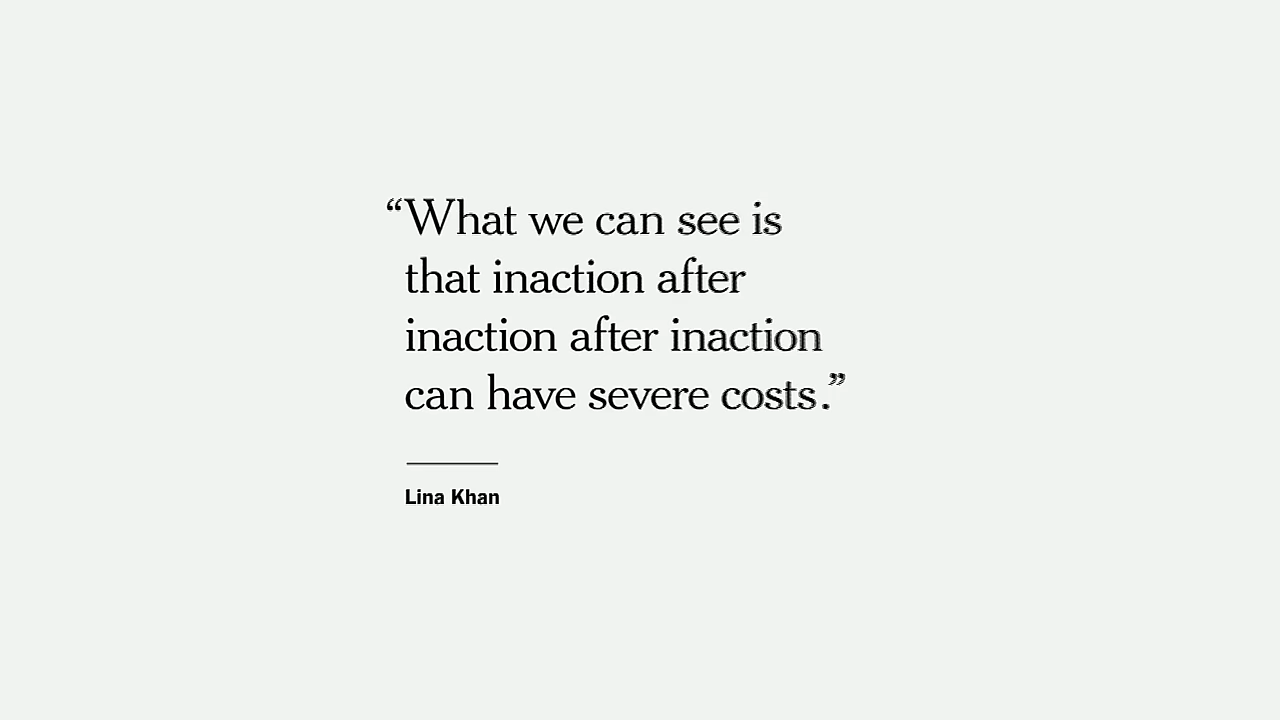 “What we can see is
that inaction after
inaction after inaction
can have severe costs.”
Lina Khan